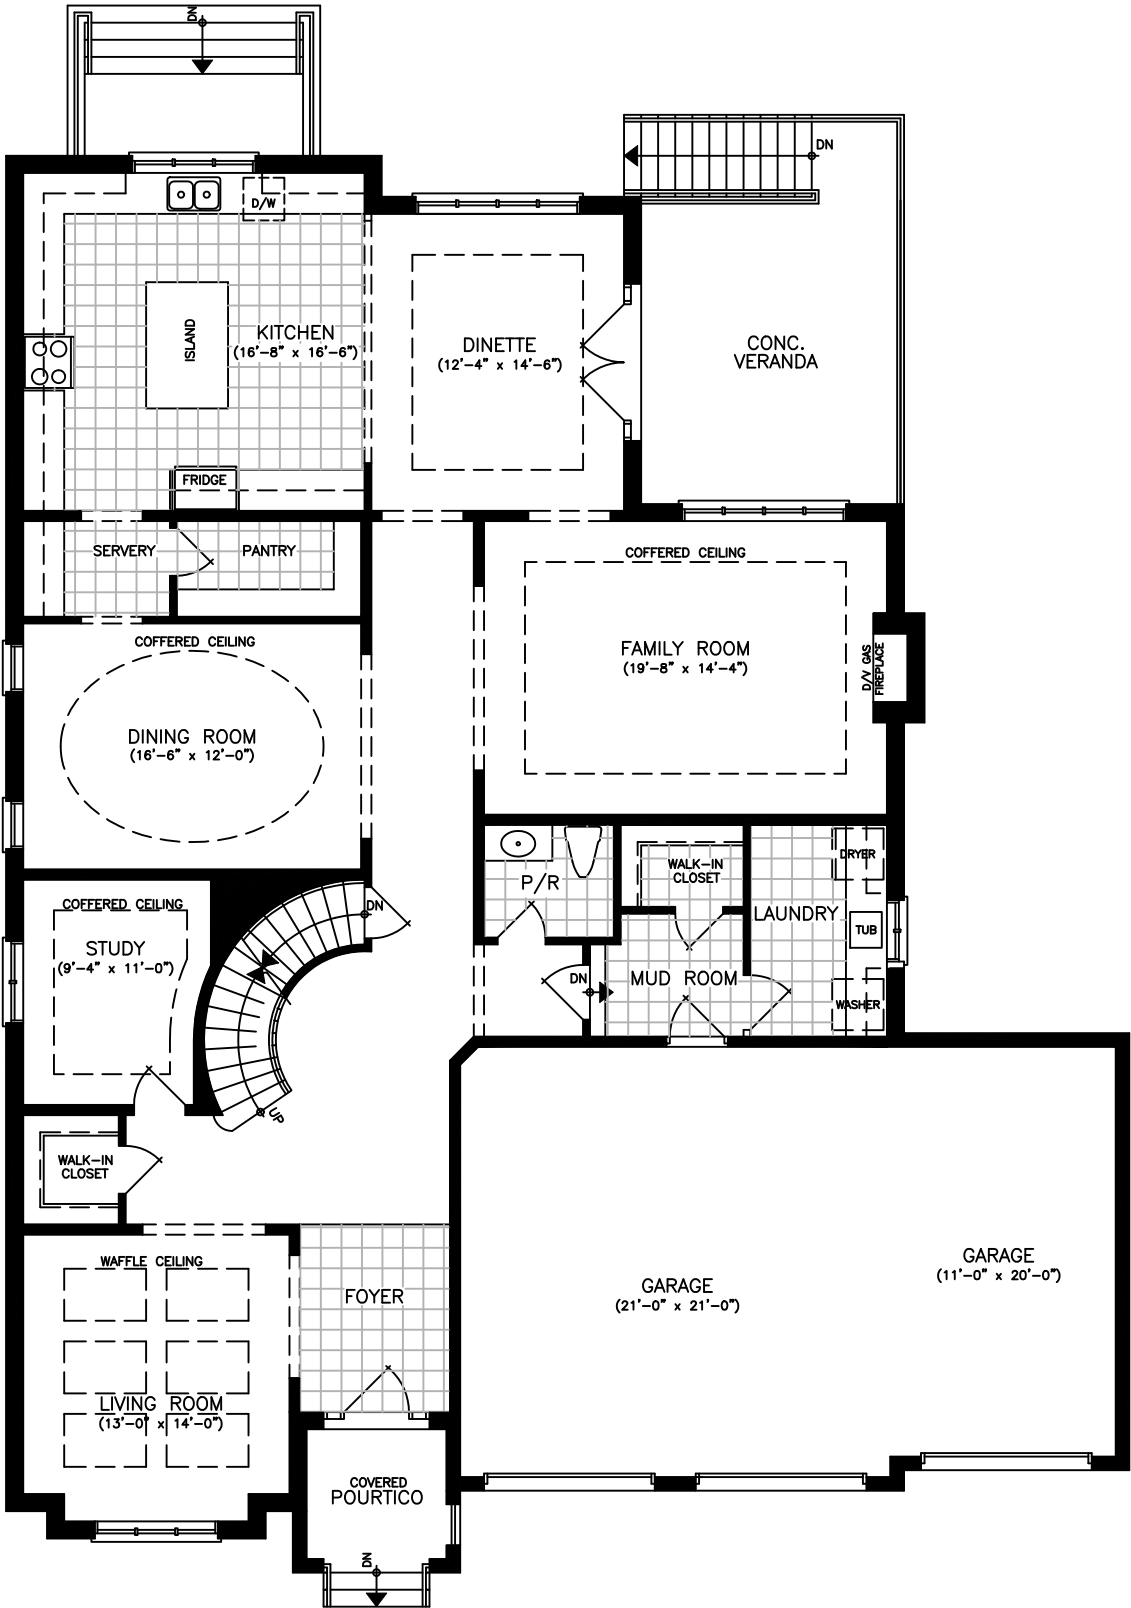 DN
DN
D/W
KITCHEN
(16'-8" x 16'-6")
ISLAND
DINETTE
(12'-4" x 14'-6")
CONC.
VERANDA
FRIDGE
SERVERY
PANTRY
COFFERED CEILING
FAMILY ROOM
(19'-8" x 14'-4")
D/V GAS
FIREPLACE
COFFERED CEILING
DINING ROOM
(16'-6" x 12'-0")
P/R
WALK-IN
CLOSET
DRYER
LAUNDRY
TUB
WASHER
MUD ROOM
DN
DN
COFFERED CEILING
STUDY
(9'-4" x 11'-0")
UP
WALK-IN
CLOSET
WAFFLE CEILING
LIVING ROOM
(13'-0" x 14'-0")
FOYER
GARAGE
(21'-0" x 21'-0")
GARAGE
(11'-0" x 20'-0")
COVERED
POURTICO
DN